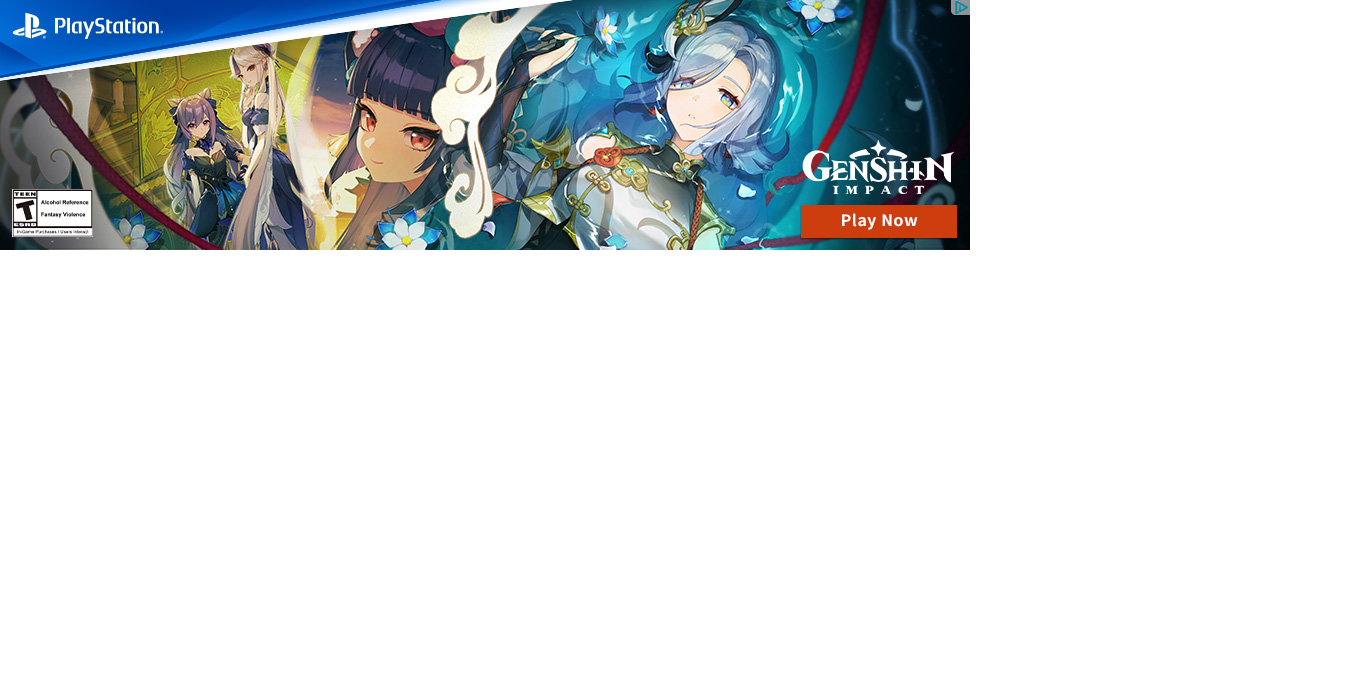 PlayStation
GENSHIN
IMPACT
Play Now
TEEN
T
ESRB
Alcohol Reference
Fantasy Violence
In-Game Purchases / Users Interact